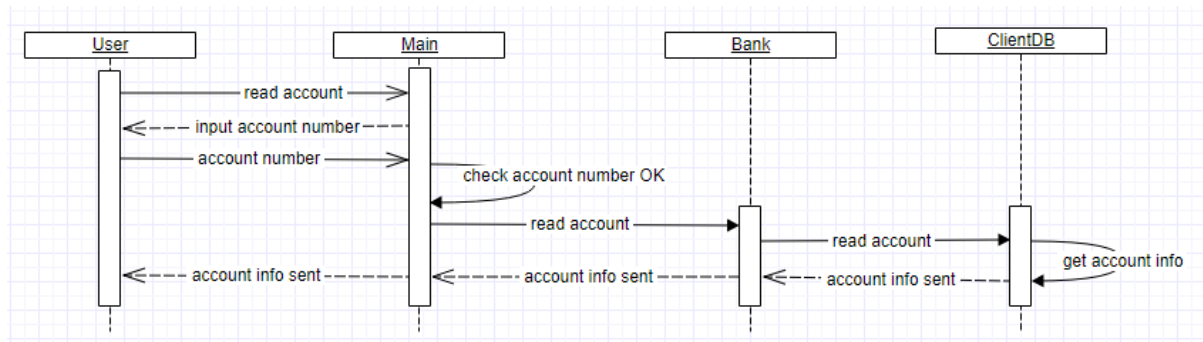 User
Main
Bank
ClientDB
read account
input account number
account number
check account number OK
read account
read account
get account info
account info sent
account info sent
account info sent